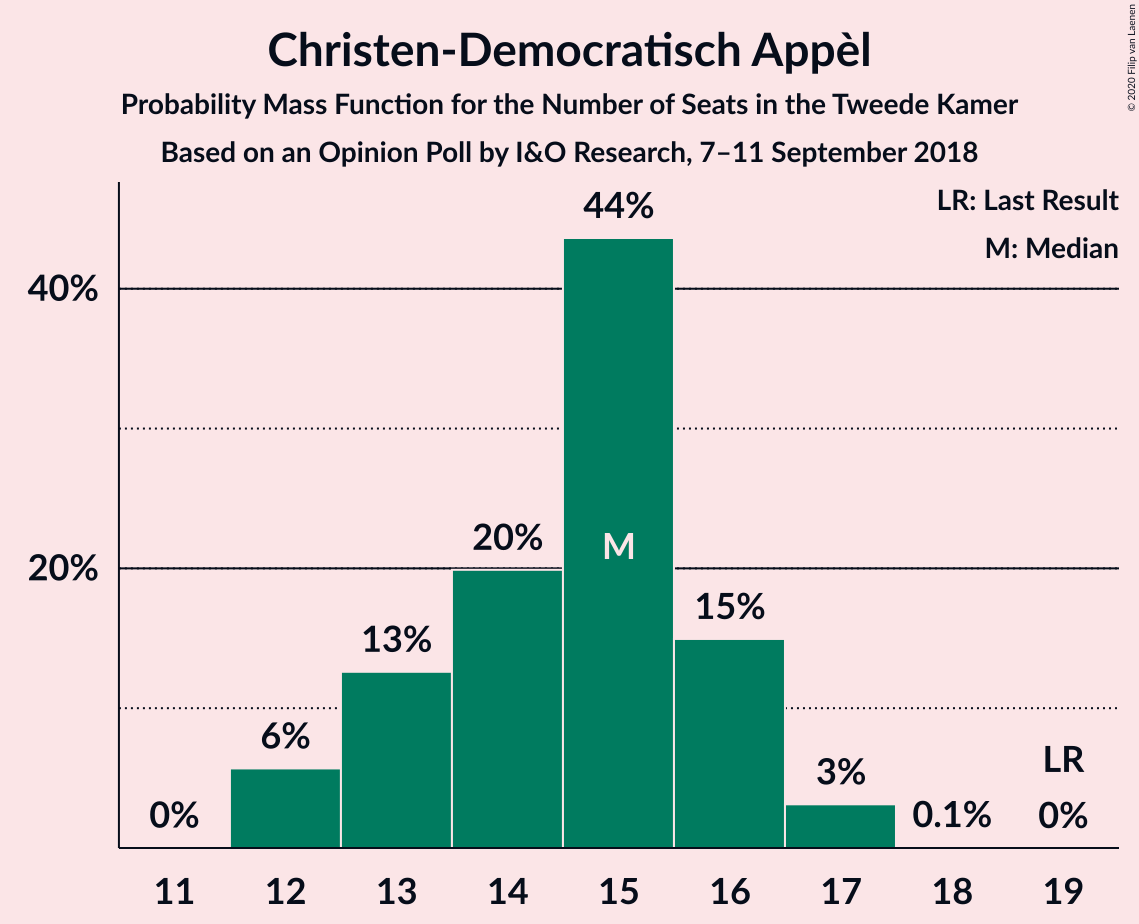 Christen-Democratisch Appèl
Probability Mass Function for the Number of Seats in the Tweede Kamer
Based on an Opinion Poll by I&O Research, 7–11 September 2018
© 2020 Filip van Laenen
LR: Last Result
M: Median
44%
40%
20%
M
20%
15%
13%
6%
LR
3%
0%
0.1%
0%
11 12 13 14 15 16 17 18 19